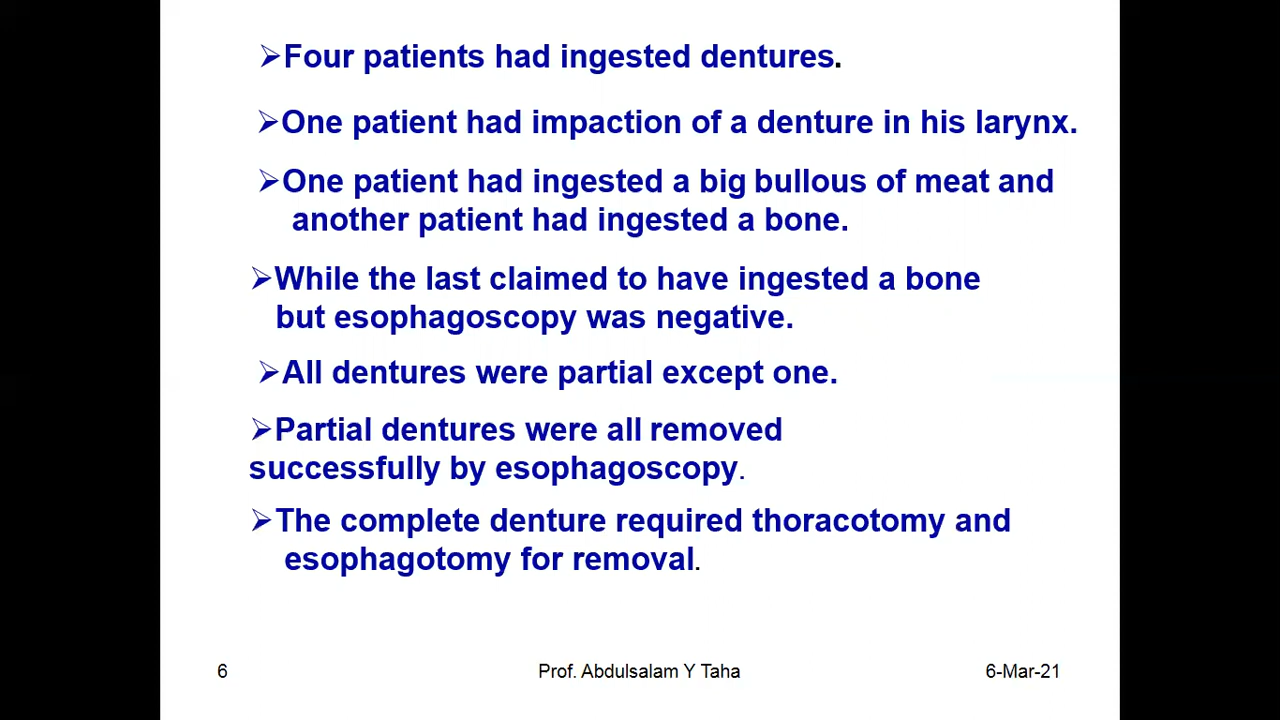 ➢Four patients had ingested dentures.
➢One patient had impaction of a denture in his larynx.
➢One patient had ingested a big bullous of meat and
another patient had ingested a bone.
➢While the last claimed to have ingested a bone
but esophagoscopy was negative.
➢All dentures were partial except one.
➢Partial dentures were all removed
successfully by esophagoscopy.
➢The complete denture required thoracotomy and
esophagotomy for removal.
6 Prof. Abdulsalam Y Taha 6-Mar-21